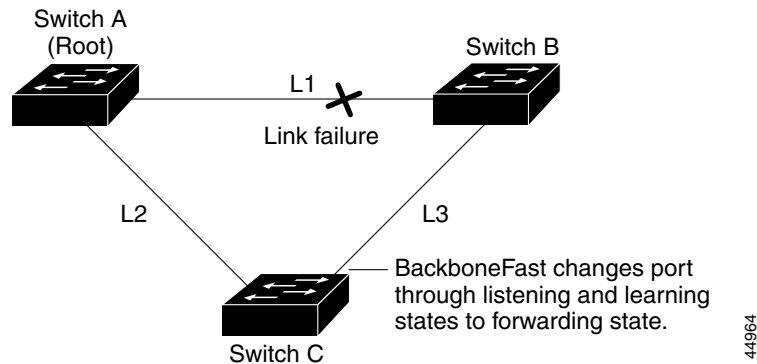 Switch A
(Root)
Switch B
L1
Link failure
L2
L3
BackboneFast changes port
through listening and learning
states to forwarding state.
Switch C
44964